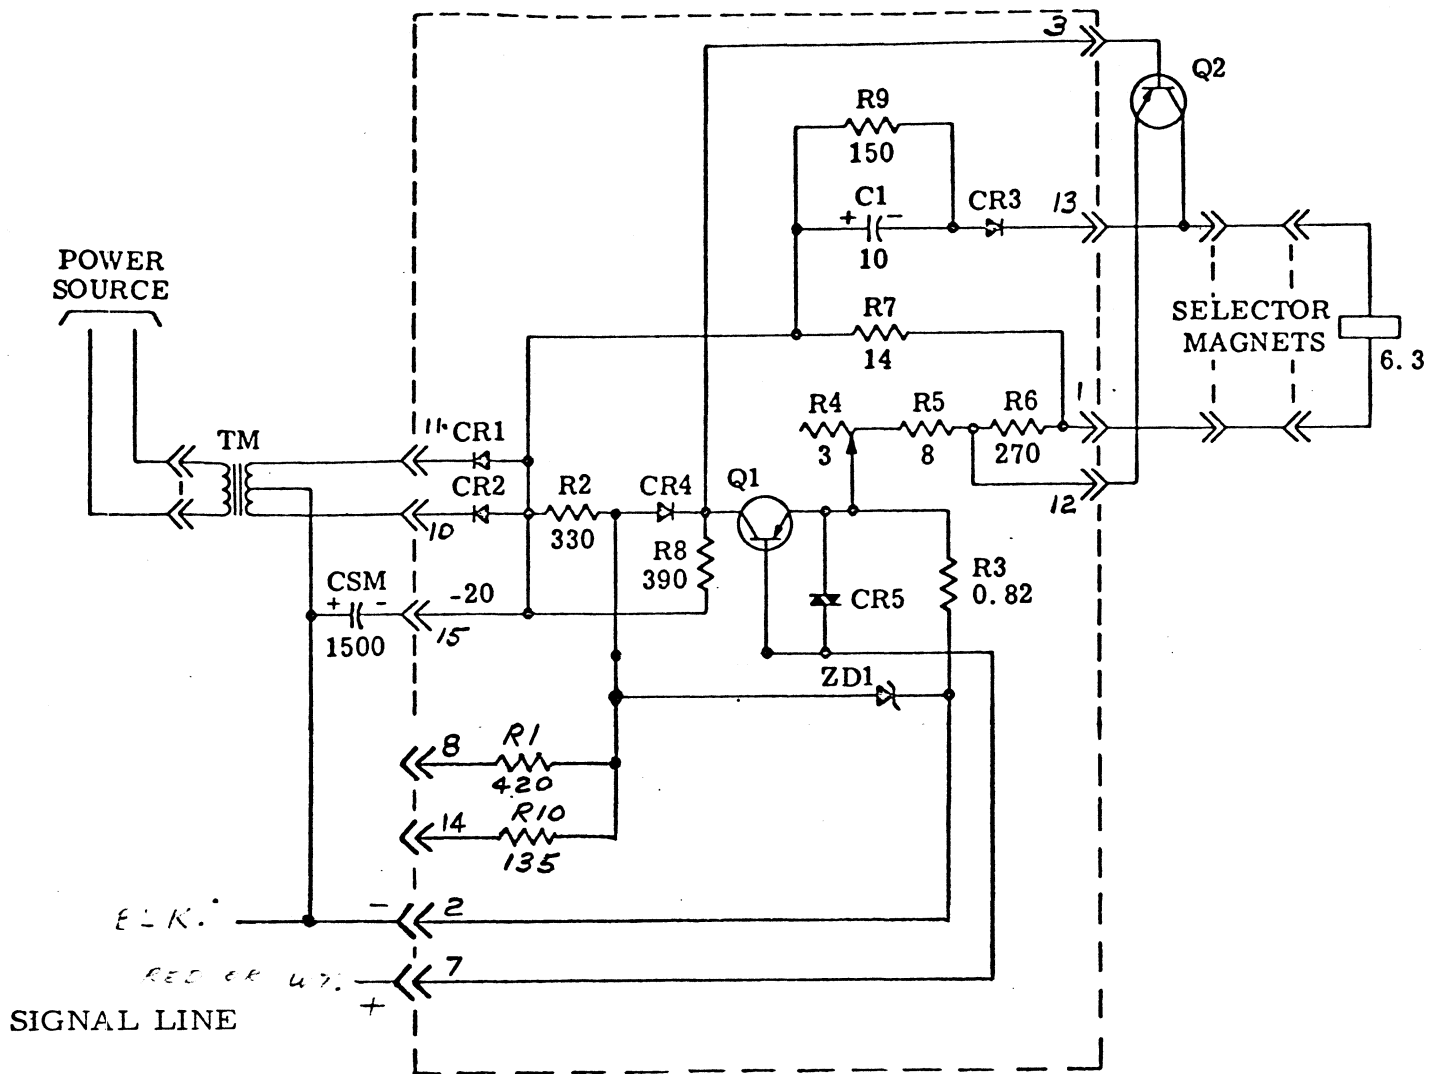 3
Q2
R9
150
C1
+ -
10
CR3
13
POWER
SOURCE
R7
14
SELECTOR
MAGNETS
6.3
R4
3
R5
8
R6
270
1
12
TM
11.
CR1
CR2
10
R2
330
CR4
Q1
R8
390
CSM
+ -
1500
-20
15
CR5
R3
0.82
ZD1
8
R1
420
14
R10
135
- 2
7
+
SIGNAL LINE